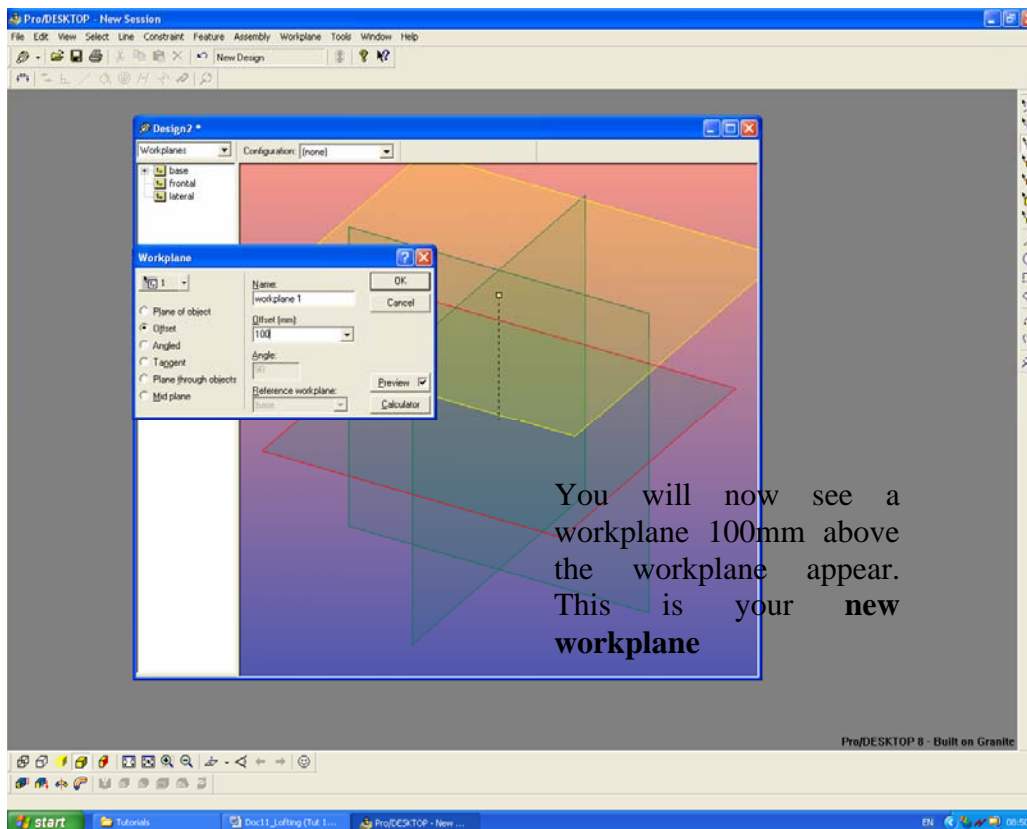 Pro/DESKTOP - New Session
File Edit View Select Line Constraint Feature Assembly Workplane Tools Window Help
New Design
Design2 *
Workplanes Configuration: (none)
base
frontal
lateral
Workplane
1
Name:
OK
workplane 1
Cancel
Plane of object
Offset (mm):
Offset
100
Angled
Angle:
Tangent
90
Plane through objects
Preview
Reference workplane:
Mid plane
base
Calculator
You will now see a
workplane 100mm above
the workplane appear.
This is your new
workplane
Pro/DESKTOP 8 - Built on Granite
start Tutorials Doc11_Lofting (Tut 1... Pro/DESKTOP - New ... EN